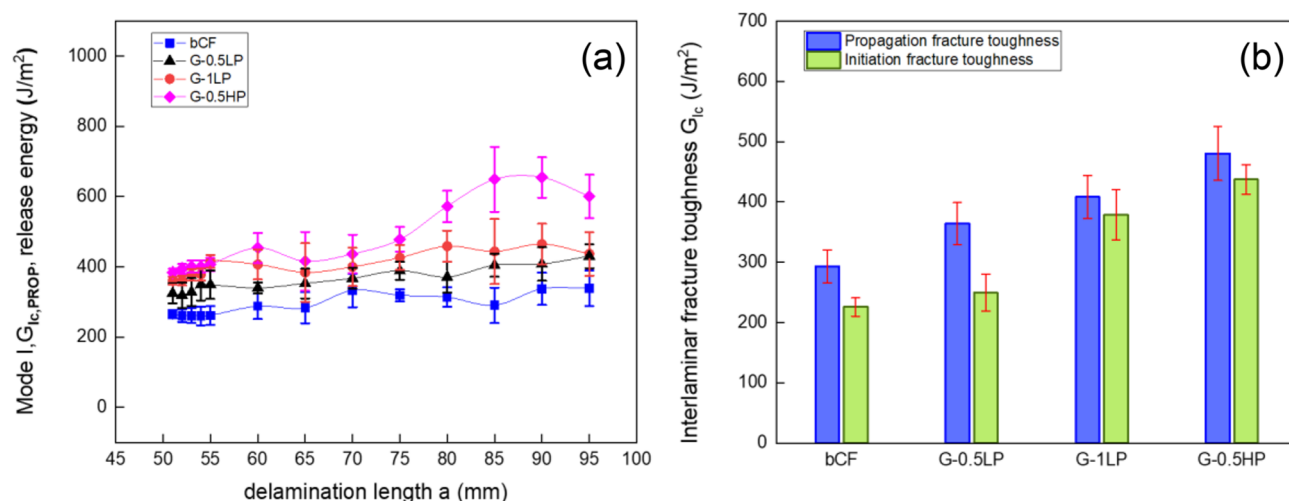 (a)
bCF
G-0.5LP
G-1LP
G-0.5HP
Mode I,G_Ic,PROP, release energy (J/m²)
1000
800
600
400
200
0
45 50 55 60 65 70 75 80 85 90 95 100
delamination length a (mm)
(b)
Propagation fracture toughness
Initiation fracture toughness
Interlaminar fracture toughness G_Ic (J/m²)
700
600
500
400
300
200
100
0
bCF G-0.5LP G-1LP G-0.5HP